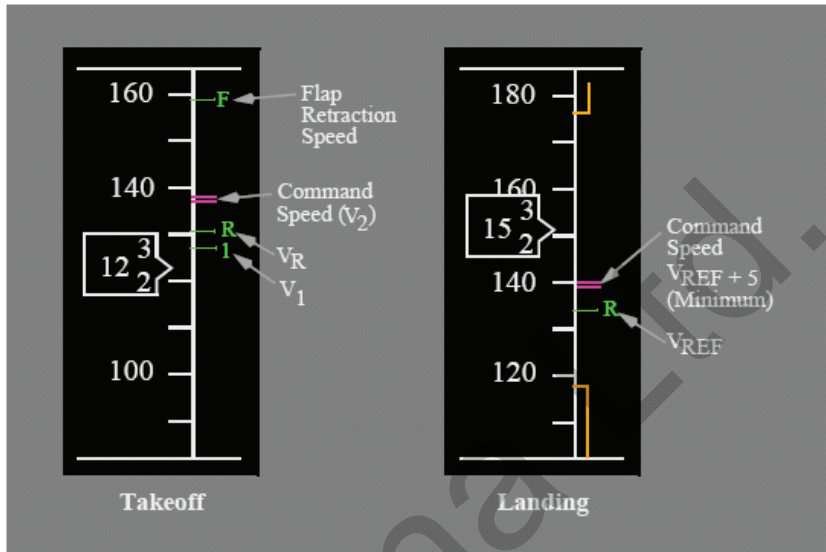 160
F
Flap
Retraction
Speed
140
Command
Speed (V2)
R
VR
12 3
2
1
V1
100
Takeoff
180
160
15 3
2
Command
Speed
VREF + 5
(Minimum)
140
R
VREF
120
Landing